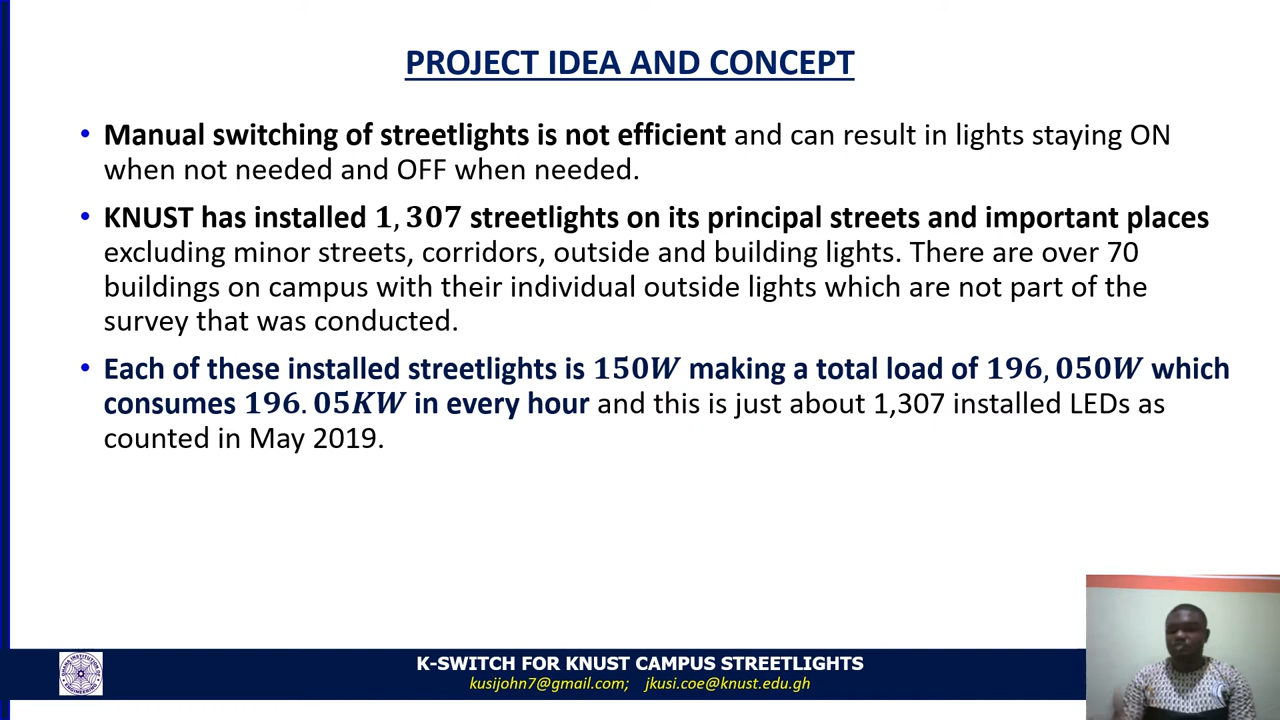 PROJECT IDEA AND CONCEPT
• Manual switching of streetlights is not efficient and can result in lights staying ON
when not needed and OFF when needed.
• KNUST has installed 1,307 streetlights on its principal streets and important places
excluding minor streets, corridors, outside and building lights. There are over 70
buildings on campus with their individual outside lights which are not part of the
survey that was conducted.
• Each of these installed streetlights is 150W making a total load of 196,050W which
consumes 196.05KW in every hour and this is just about 1,307 installed LEDs as
counted in May 2019.
K-SWITCH FOR KNUST CAMPUS STREETLIGHTS
kusijohn7@gmail.com; jkusi.coe@knust.edu.gh